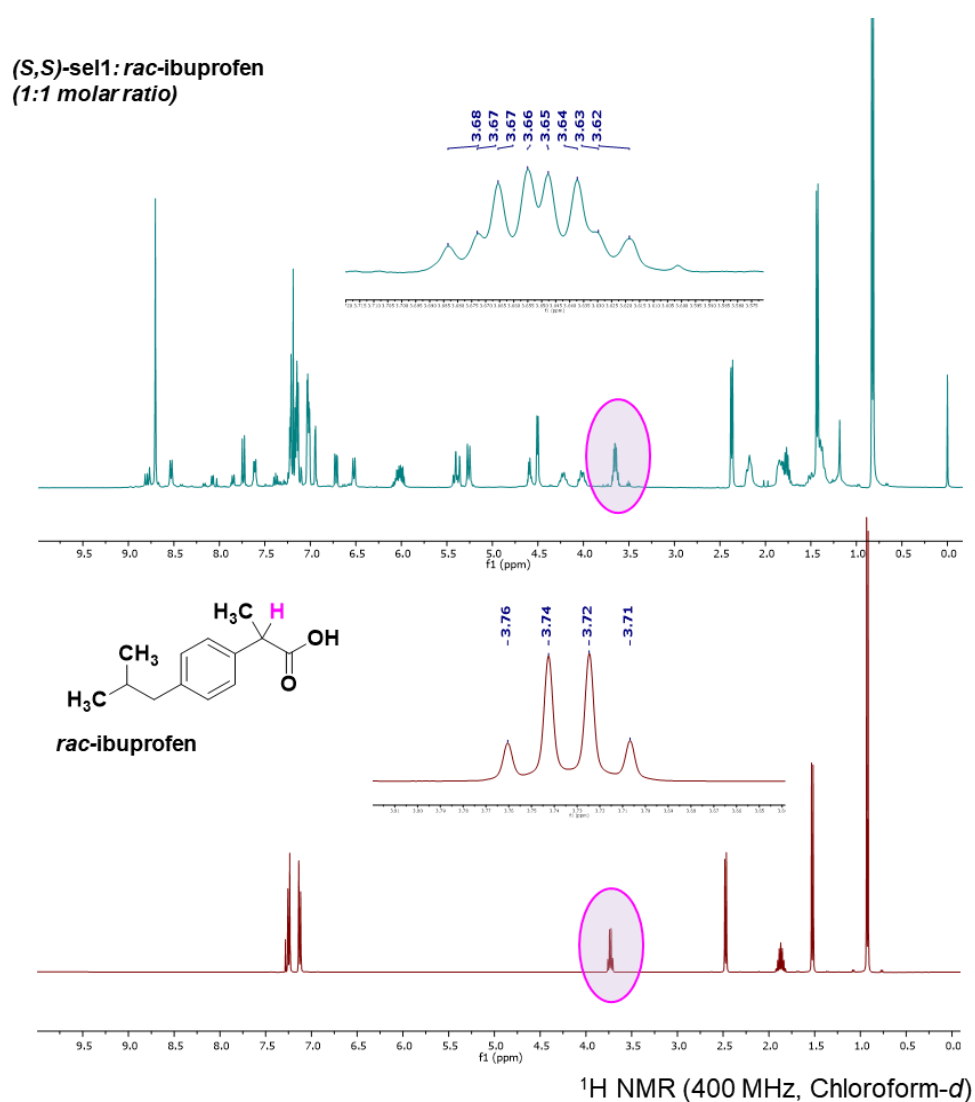 (S,S)-sel1: rac-ibuprofen
(1:1 molar ratio)
3.68 3.67 3.67 3.66 3.65 3.64 3.63 3.62
f1 (ppm)
9.5 9.0 8.5 8.0 7.5 7.0 6.5 6.0 5.5 5.0 4.5 4.0 3.5 3.0 2.5 2.0 1.5 1.0 0.5 0.0
f1 (ppm)
3.76 3.74 3.72 3.71
H3C H
OH
CH3
O
H3C
rac-ibuprofen
f1 (ppm)
9.5 9.0 8.5 8.0 7.5 7.0 6.5 6.0 5.5 5.0 4.5 4.0 3.5 3.0 2.5 2.0 1.5 1.0 0.5 0.0
f1 (ppm)
1H NMR (400 MHz, Chloroform-d)